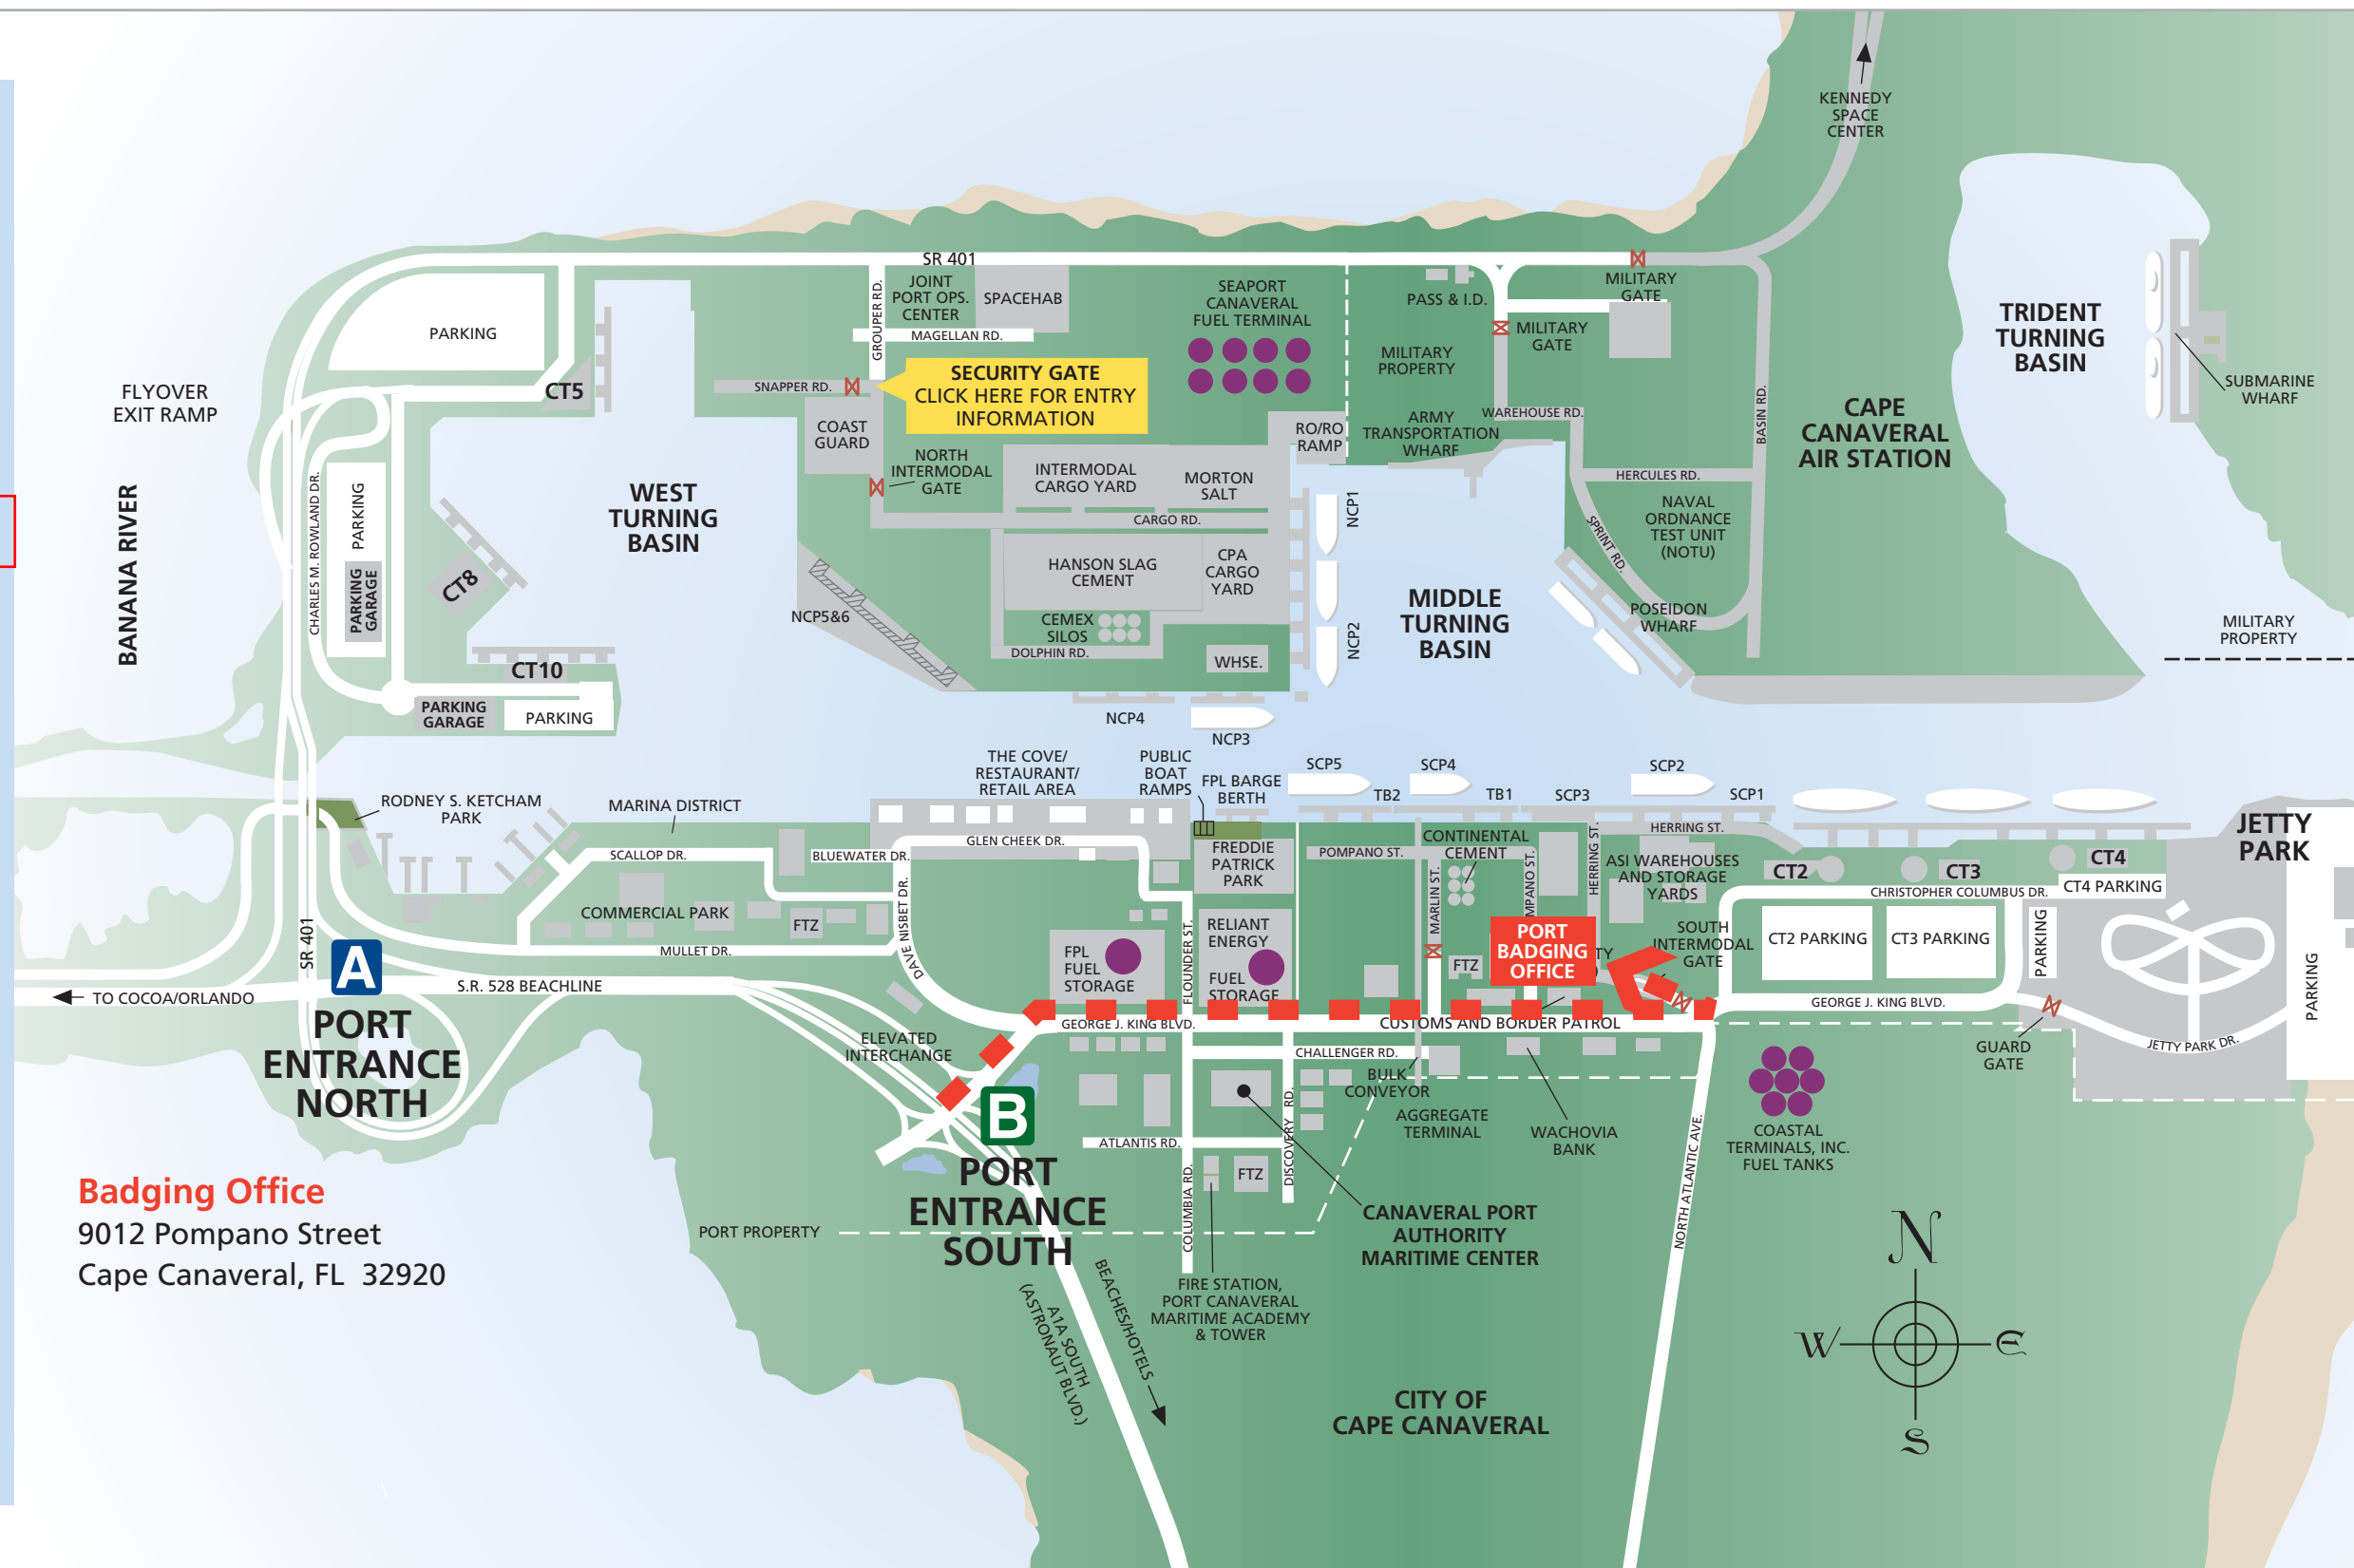 KENNEDY
SPACE
CENTER
SR 401
JOINT
PORT OPS.
CENTER
SPACEHAB
GROUPER RD.
MAGELLAN RD.
SEAPORT
CANAVERAL
FUEL TERMINAL
PASS & I.D.
MILITARY
GATE
MILITARY
GATE
MILITARY
PROPERTY
TRIDENT
TURNING
BASIN
SUBMARINE
WHARF
PARKING
FLYOVER
EXIT RAMP
CT5
SNAPPER RD.
SECURITY GATE
CLICK HERE FOR ENTRY
INFORMATION
COAST
GUARD
NORTH
INTERMODAL
GATE
INTERMODAL
CARGO YARD
MORTON
SALT
RO/RO
RAMP
ARMY
TRANSPORTATION
WHARF
WAREHOUSE RD.
BASIN RD.
CAPE
CANAVERAL
AIR STATION
HERCULES RD.
NAVAL
ORDNANCE
TEST UNIT
(NOTU)
SPRINT RD.
POSEIDON
WHARF
BANANA RIVER
CHARLES M. ROWLAND DR.
PARKING
PARKING
GARAGE
CT8
WEST
TURNING
BASIN
CARGO RD.
NCP1
HANSON SLAG
CEMENT
CPA
CARGO
YARD
NCP5&6
CEMEX
SILOS
DOLPHIN RD.
WHSE.
NCP2
MIDDLE
TURNING
BASIN
MILITARY
PROPERTY
CT10
PARKING
GARAGE
PARKING
NCP4
NCP3
THE COVE/
RESTAURANT/
RETAIL AREA
PUBLIC
BOAT
RAMPS
FPL BARGE
BERTH
SCP5
SCP4
SCP2
TB2
TB1
SCP3
SCP1
RODNEY S. KETCHAM
PARK
MARINA DISTRICT
SCALLOP DR.
BLUEWATER DR.
GLEN CHEEK DR.
FREDDIE
PATRICK
PARK
POMPANO ST.
CONTINENTAL
CEMENT
HERRING ST.
HERRING ST.
ASI WAREHOUSES
AND STORAGE
YARDS
CT2
CT3
CT4
CHRISTOPHER COLUMBUS DR.
CT4 PARKING
JETTY
PARK
COMMERCIAL PARK
FTZ
MULLET DR.
DAVE NISBET DR.
FPL
FUEL
STORAGE
FLOUNDER ST.
RELIANT
ENERGY
FUEL
STORAGE
MARLIN ST.
MPANO ST.
FTZ
PORT
BADGING
OFFICE
TY
)
SOUTH
INTERMODAL
GATE
CT2 PARKING
CT3 PARKING
PARKING
PARKING
SR 401
A
S.R. 528 BEACHLINE
TO COCOA/ORLANDO
PORT
ENTRANCE
NORTH
ELEVATED
INTERCHANGE
GEORGE J. KING BLVD.
CUSTOMS AND BORDER PATROL
GEORGE J. KING BLVD.
GUARD
GATE
JETTY PARK DR.
CHALLENGER RD.
BULK
CONVEYOR
B
PORT
ENTRANCE
SOUTH
ATLANTIS RD.
DISCOVERY RD.
AGGREGATE
TERMINAL
WACHOVIA
BANK
COASTAL
TERMINALS, INC.
FUEL TANKS
NORTH ATLANTIC AVE.
COLUMBIA RD.
FTZ
Badging Office
9012 Pompano Street
Cape Canaveral, FL 32920
PORT PROPERTY
CANAVERAL PORT
AUTHORITY
MARITIME CENTER
FIRE STATION,
PORT CANAVERAL
MARITIME ACADEMY
& TOWER
BEACHES/HOTELS
A1A SOUTH
(ASTRONAUT BLVD.)
CITY OF
CAPE CANAVERAL
N
W
E
S